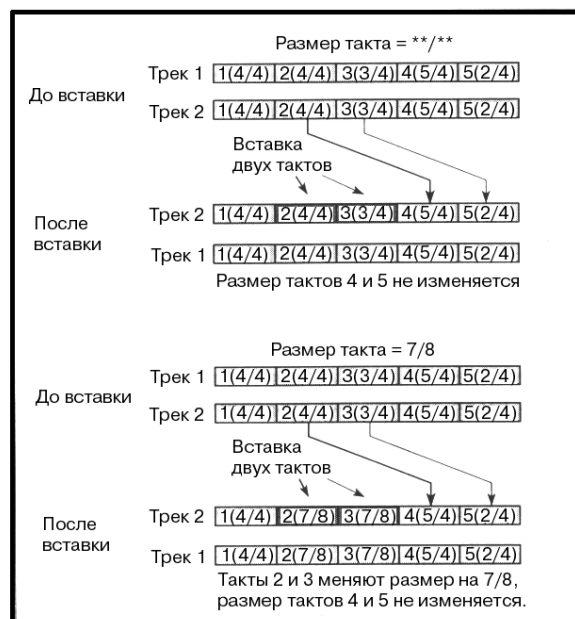 Размер такта = **/**
Трек 1 1(4/4) 2(4/4) 3(3/4) 4(5/4) 5(2/4)
До вставки
Трек 2 1(4/4) 2(4/4) 3(3/4) 4(5/4) 5(2/4)
Вставка
двух тактов
После
вставки
Трек 2 1(4/4) 2(4/4) 3(3/4) 4(5/4) 5(2/4)
Трек 1 1(4/4) 2(4/4) 3(3/4) 4(5/4) 5(2/4)
Размер тактов 4 и 5 не изменяется
Размер такта = 7/8
Трек 1 1(4/4) 2(4/4) 3(3/4) 4(5/4) 5(2/4)
До вставки
Трек 2 1(4/4) 2(4/4) 3(3/4) 4(5/4) 5(2/4)
Вставка
двух тактов
После
вставки
Трек 2 1(4/4) 2(7/8) 3(7/8) 4(5/4) 5(2/4)
Трек 1 1(4/4) 2(7/8) 3(7/8) 4(5/4) 5(2/4)
Такты 2 и 3 меняют размер на 7/8,
размер тактов 4 и 5 не изменяется.